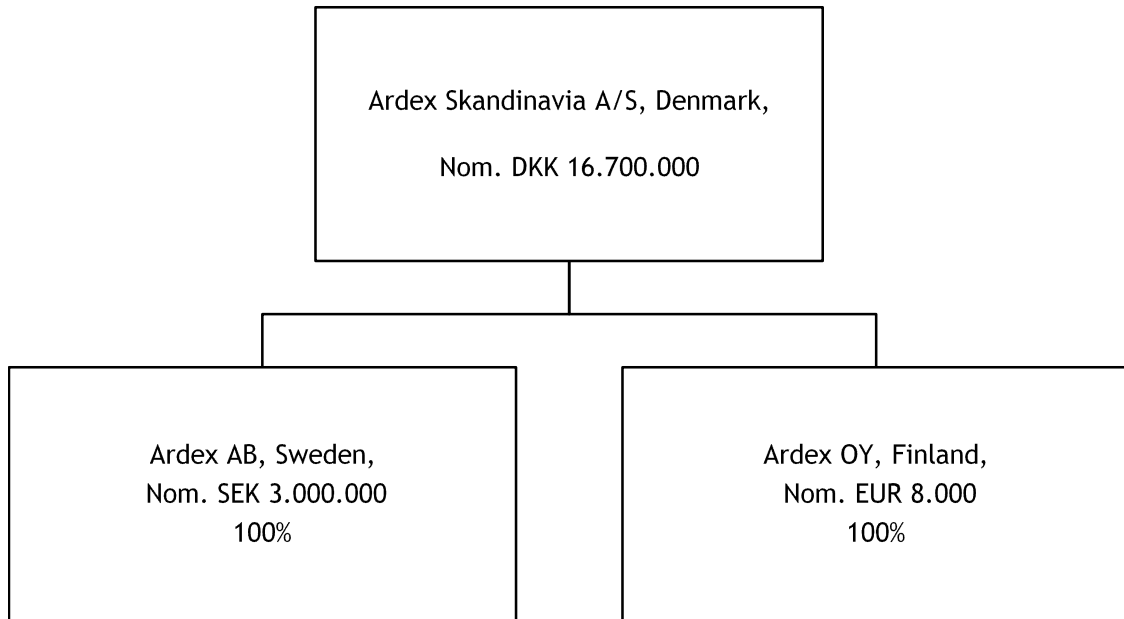 Ardex Skandinavia A/S, Denmark,
Nom. DKK 16.700.000
Ardex AB, Sweden,
Nom. SEK 3.000.000
100%
Ardex OY, Finland,
Nom. EUR 8.000
100%